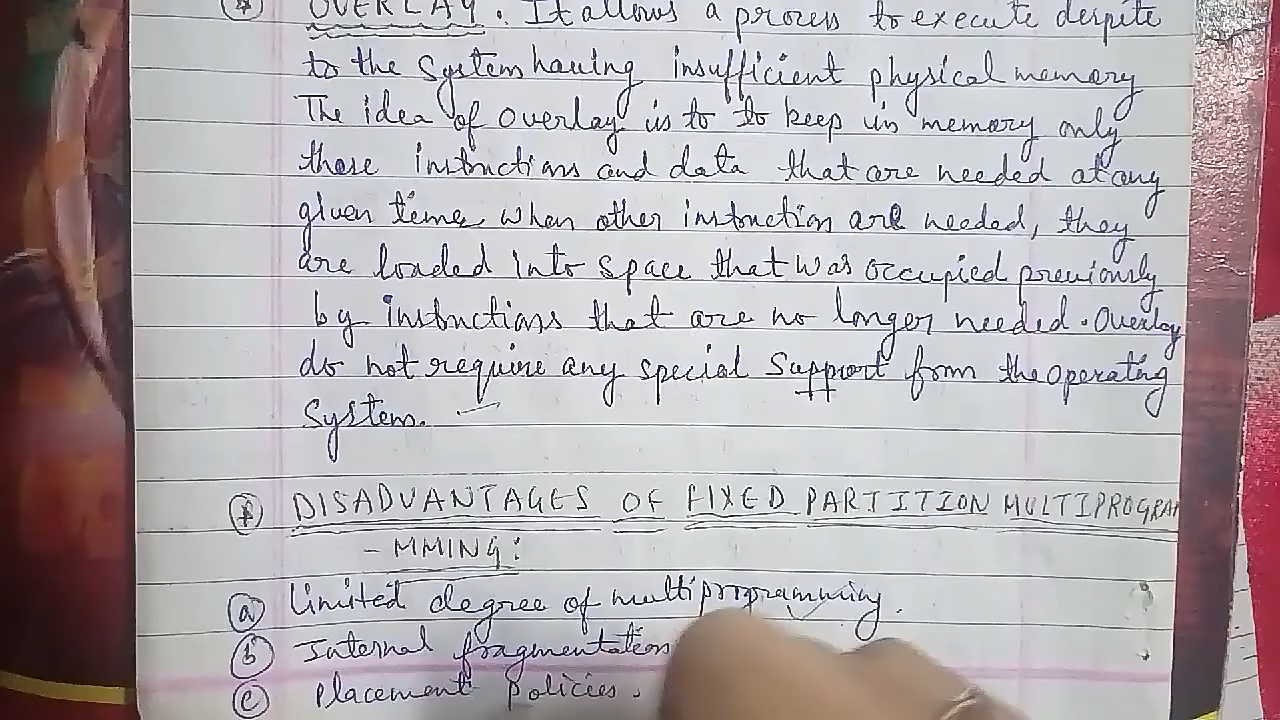 * OVERLAY. It allows a process to execute despite
to the System having insufficient physical memory
The idea of overlay is to to keep in memory only
those instructions and data that are needed at any
given time, when other instruction are needed, they
are loaded into space that was occupied previously
by instructions that are no longer needed. Overlay
do not require any special Support from the operating
System.
* DISADVANTAGES OF FIXED PARTITION MULTIPROGRA
- MMING:
(a) Limited degree of multiprogramming.
(b) Internal fragmentation
(c) Placement policies.